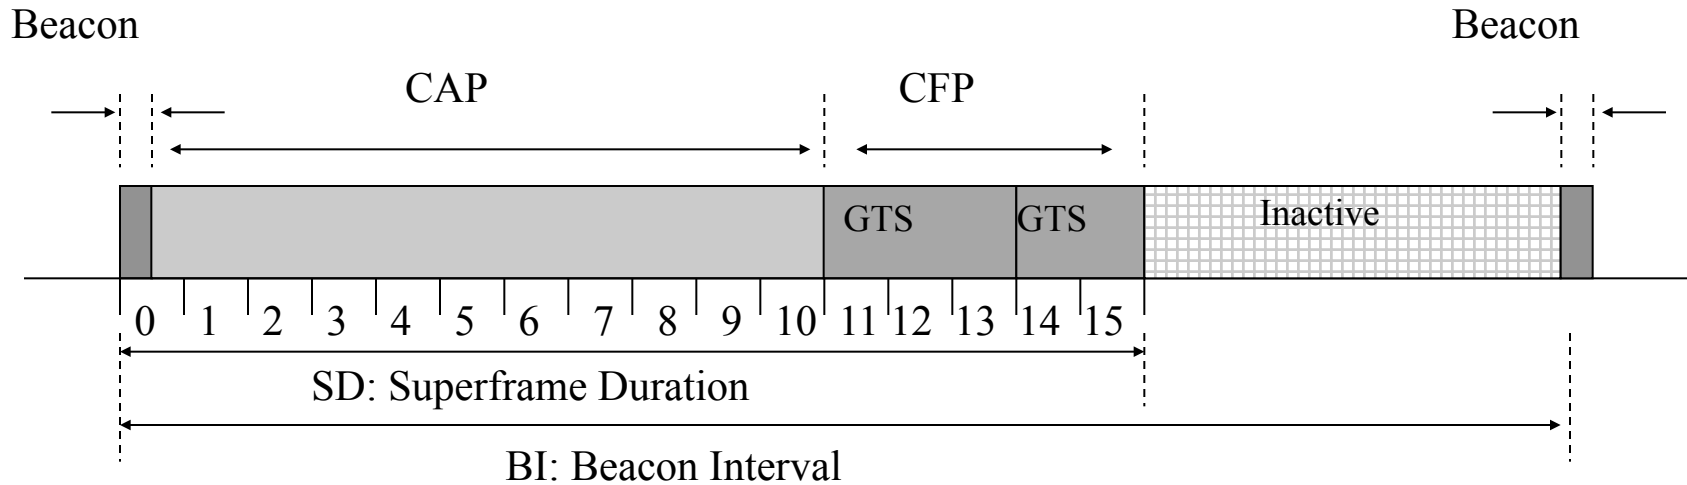 Beacon Beacon
CAP CFP
GTS GTS Inactive
0 1 2 3 4 5 6 7 8 9 10 11 12 13 14 15
SD: Superframe Duration
BI: Beacon Interval